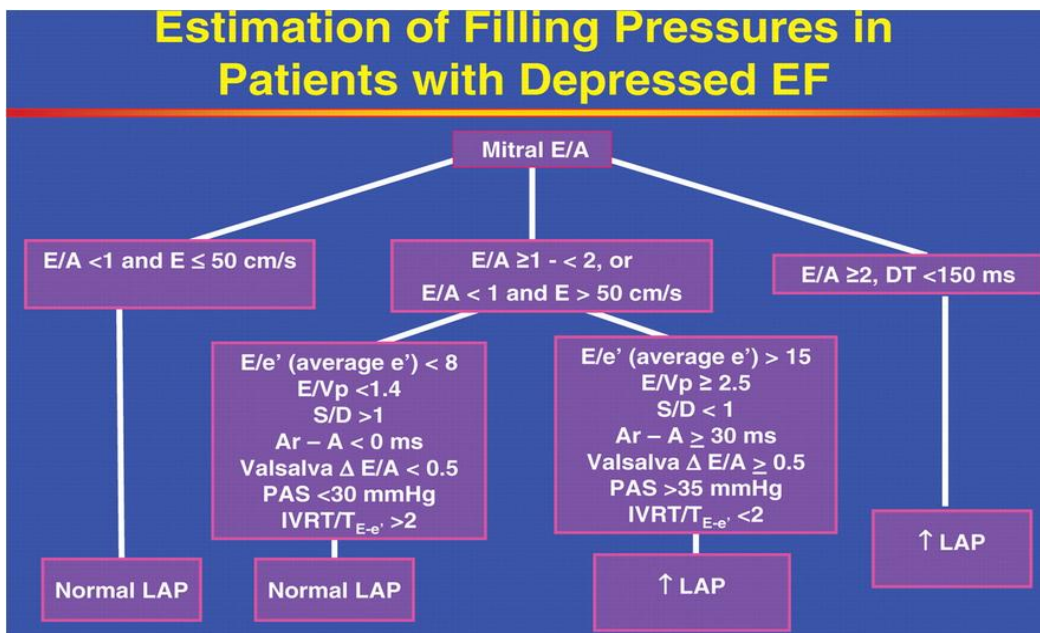 Estimation of Filling Pressures in
Patients with Depressed EF
Mitral E/A
E/A <1 and E ≤ 50 cm/s
E/A ≥1 - < 2, or
E/A < 1 and E > 50 cm/s
E/A ≥2, DT <150 ms
E/e’ (average e’) < 8
E/Vp <1.4
S/D >1
Ar – A < 0 ms
Valsalva Δ E/A < 0.5
PAS <30 mmHg
IVRT/T_E-e’ >2
E/e’ (average e’) > 15
E/Vp ≥ 2.5
S/D < 1
Ar – A ≥ 30 ms
Valsalva Δ E/A ≥ 0.5
PAS >35 mmHg
IVRT/T_E-e’ <2
Normal LAP
Normal LAP
↑ LAP
↑ LAP